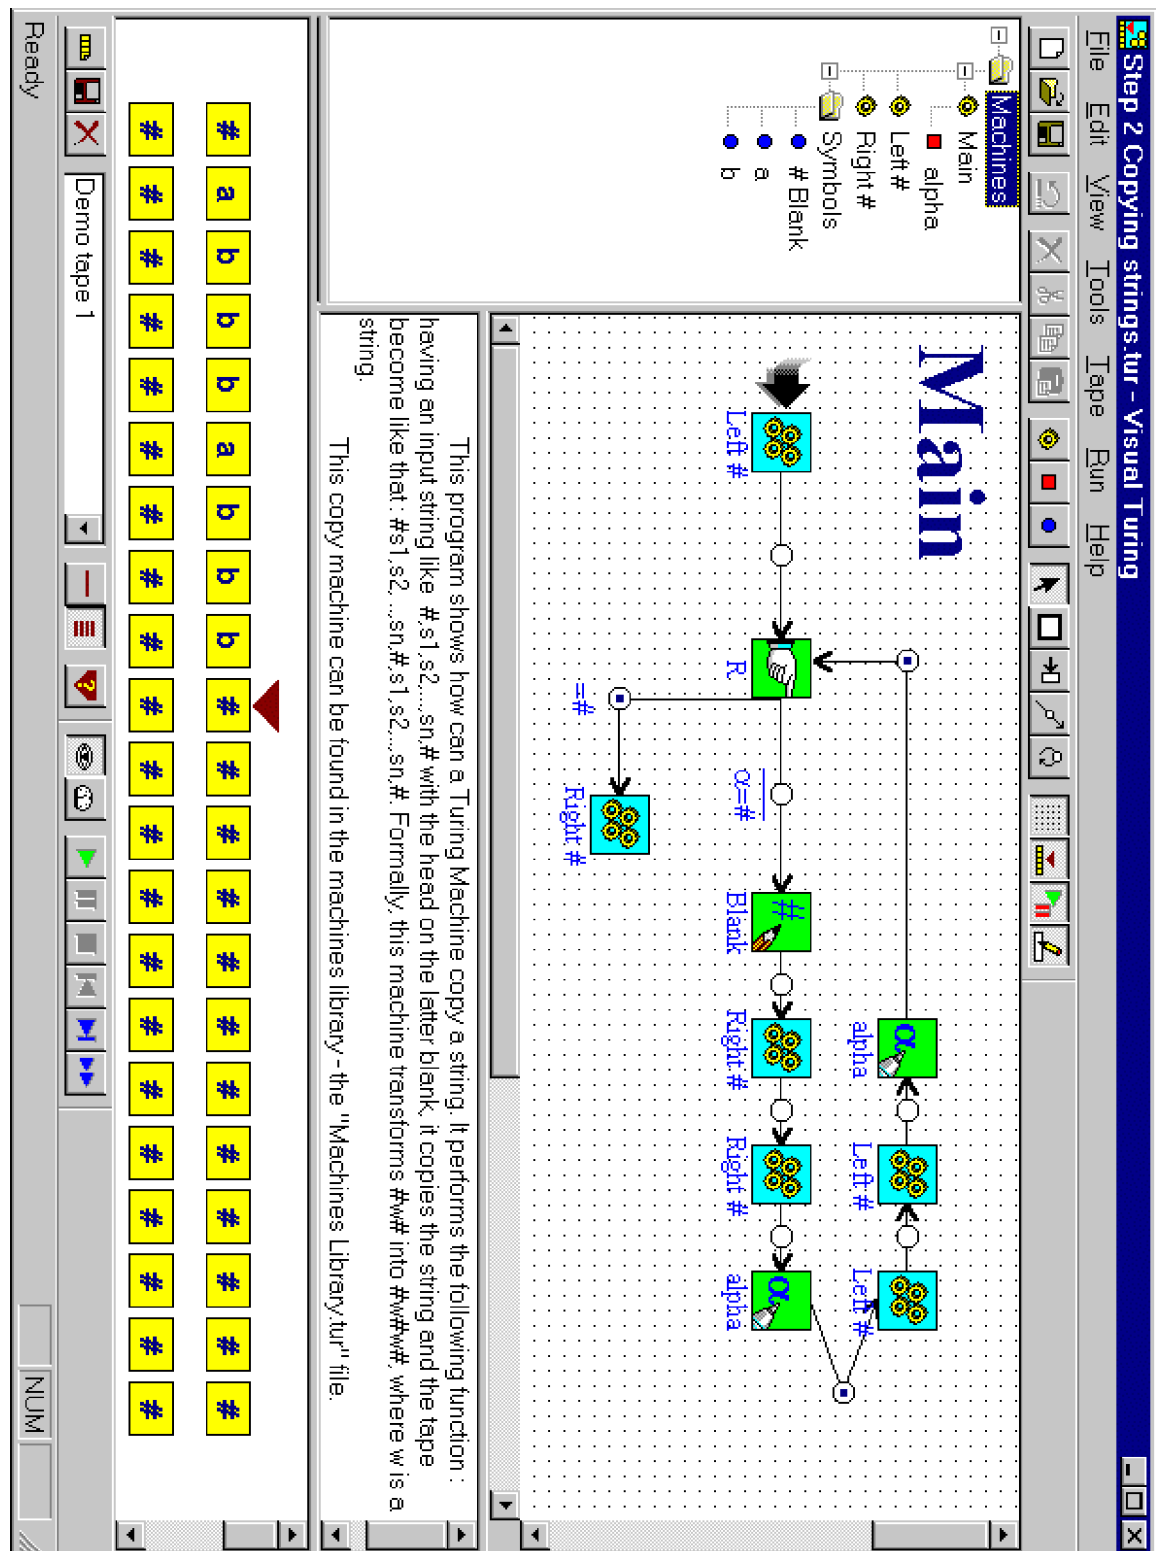 Step 2 Copying strings.tur - Visual Turing
File Edit View Tools Tape Run Help
Machines
Main
alpha
Left #
Right #
Symbols
# Blank
a
b
Main
alpha
Left #
Left #
Left #
R
α=#
#
Blank
Right #
Right #
α
alpha
α
=#
Right #
This program shows how can a Turing Machine copy a string. It performs the following function :
having an input string like #,s1,s2,...,sn,# with the head on the latter blank, it copies the string and the tape
become like that : #s1,s2, ...,sn,#,s1,s2,...,sn,#. Formally, this machine transforms #w# into #w#w#, where w is a
string.
This copy machine can be found in the machines library - the "Machines Library.tur" file.
# a b b b a b b b # # # # # # # # # # # #
# # # # # # # # # # # # # # # # # # # # #
Demo tape 1
Ready NUM